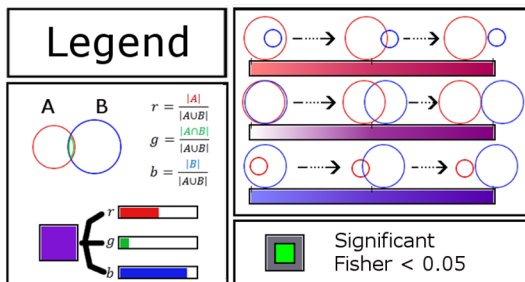 Legend
A B
r = |A| / |A∪B|
g = |A∩B| / |A∪B|
b = |B| / |A∪B|
r
g
b
Significant
Fisher < 0.05